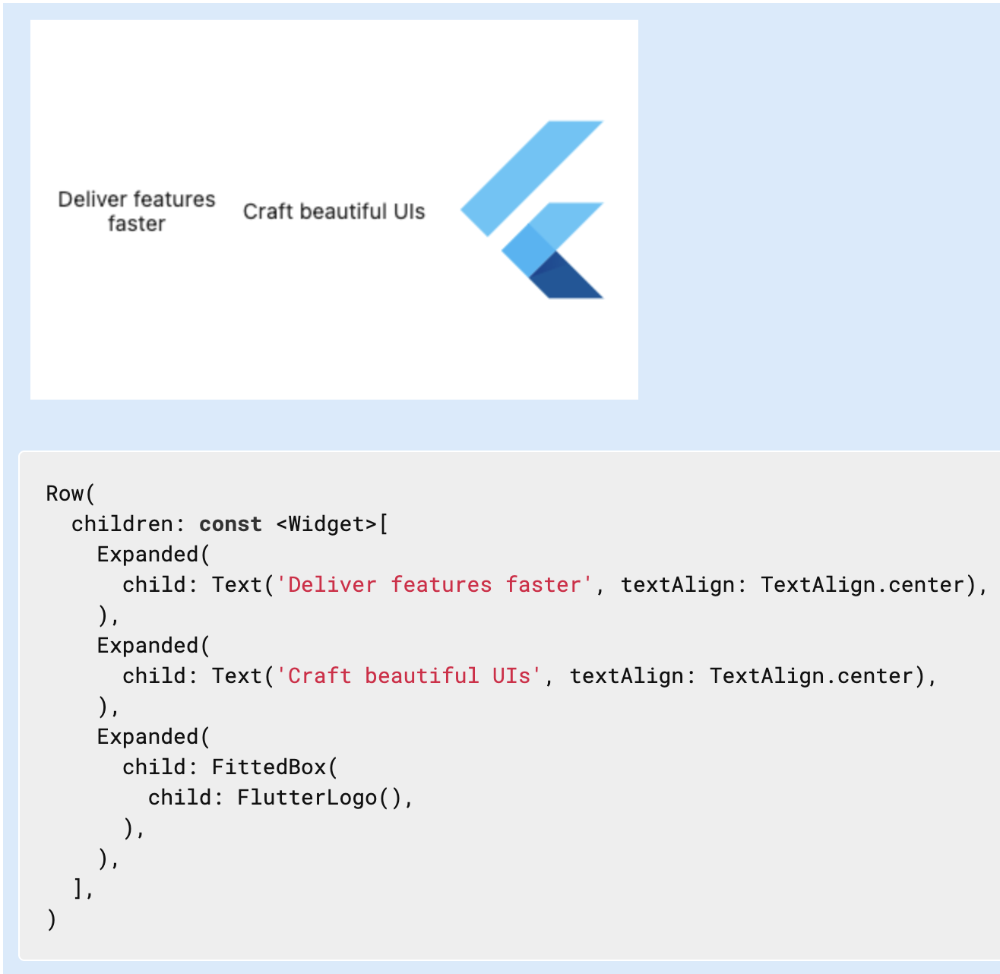 Deliver features
faster
Craft beautiful UIs
Row(
  children: const <Widget>[
    Expanded(
      child: Text('Deliver features faster', textAlign: TextAlign.center),
    ),
    Expanded(
      child: Text('Craft beautiful UIs', textAlign: TextAlign.center),
    ),
    Expanded(
      child: FittedBox(
        child: FlutterLogo(),
      ),
    ),
  ],
)